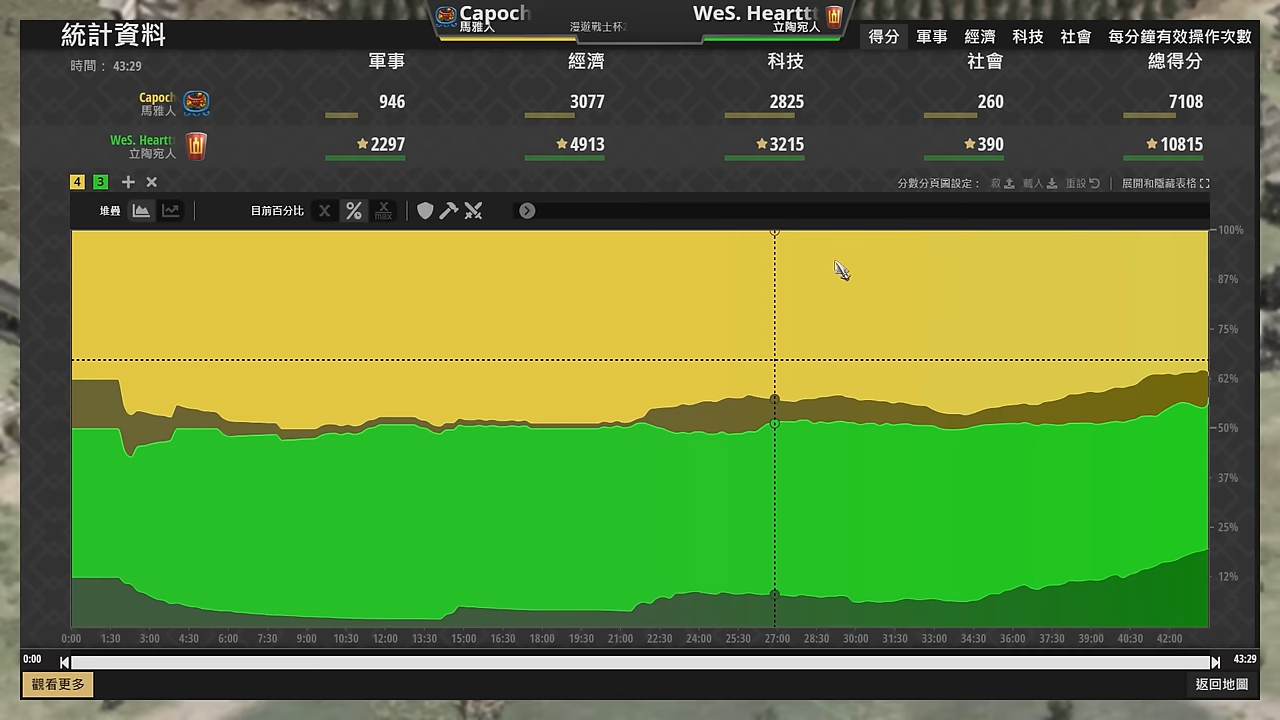 Capoch
馬雅人
漫遊戰士杯
WeS. Heartt
立陶宛人
統計資料
得分 軍事 經濟 科技 社會 每分鐘有效操作次數
時間： 43:29
軍事 經濟 科技 社會 總得分
Capoch
馬雅人
946 3077 2825 260 7108
WeS. Heartt
立陶宛人
2297 4913 3215 390 10815
4 3
分數分頁圖設定： 載入 重設 展開和隱藏表格
堆疊 目前百分比 X % X max
100%
87%
75%
62%
50%
37%
25%
12%
0:00 1:30 3:00 4:30 6:00 7:30 9:00 10:30 12:00 13:30 15:00 16:30 18:00 19:30 21:00 22:30 24:00 25:30 27:00 28:30 30:00 31:30 33:00 34:30 36:00 37:30 39:00 40:30 42:00
0:00 43:29
觀看更多 返回地圖